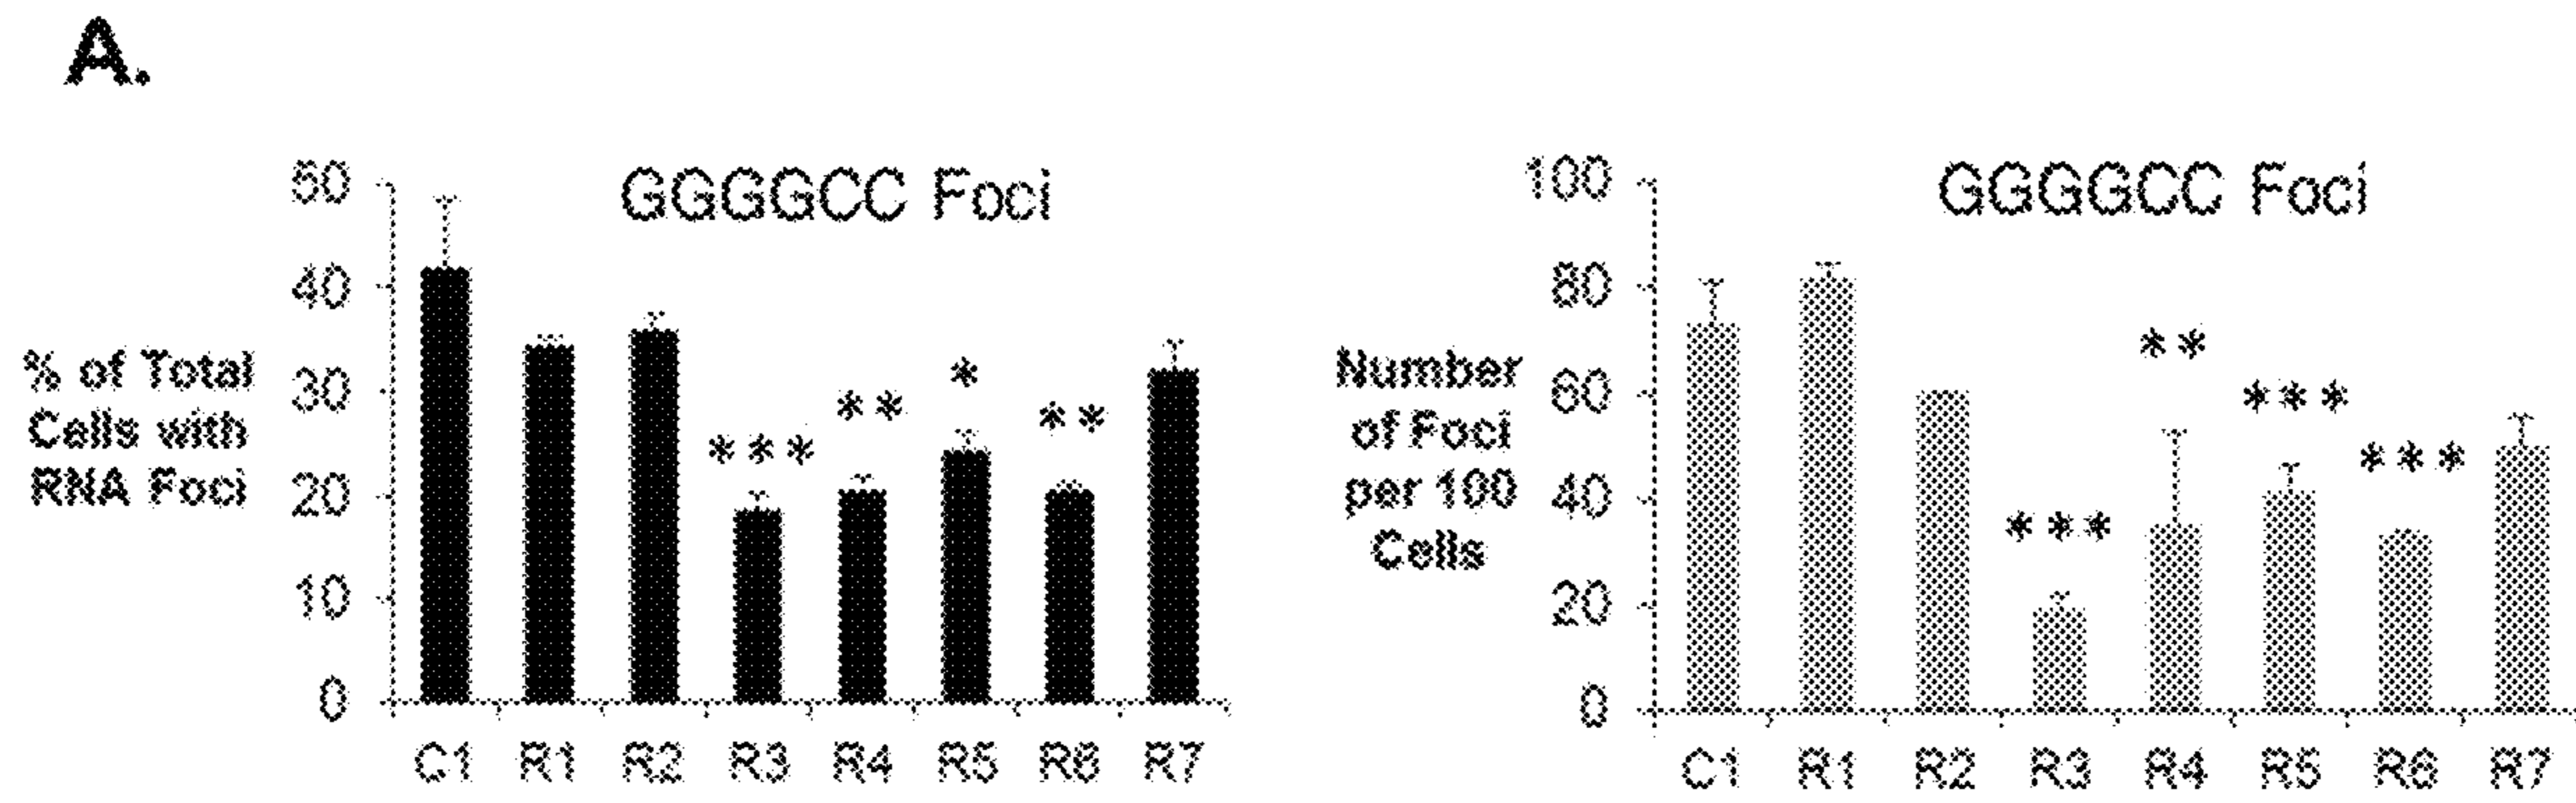 A.
GGGGCC Foci
% of Total
Cells with
RNA Foci
50
40
30
20
10
0
***
**
*
**
C1 R1 R2 R3 R4 R5 R6 R7
GGGGCC Foci
Number
of Foci
per 100
Cells
100
80
60
40
20
0
***
**
***
***
C1 R1 R2 R3 R4 R5 R6 R7